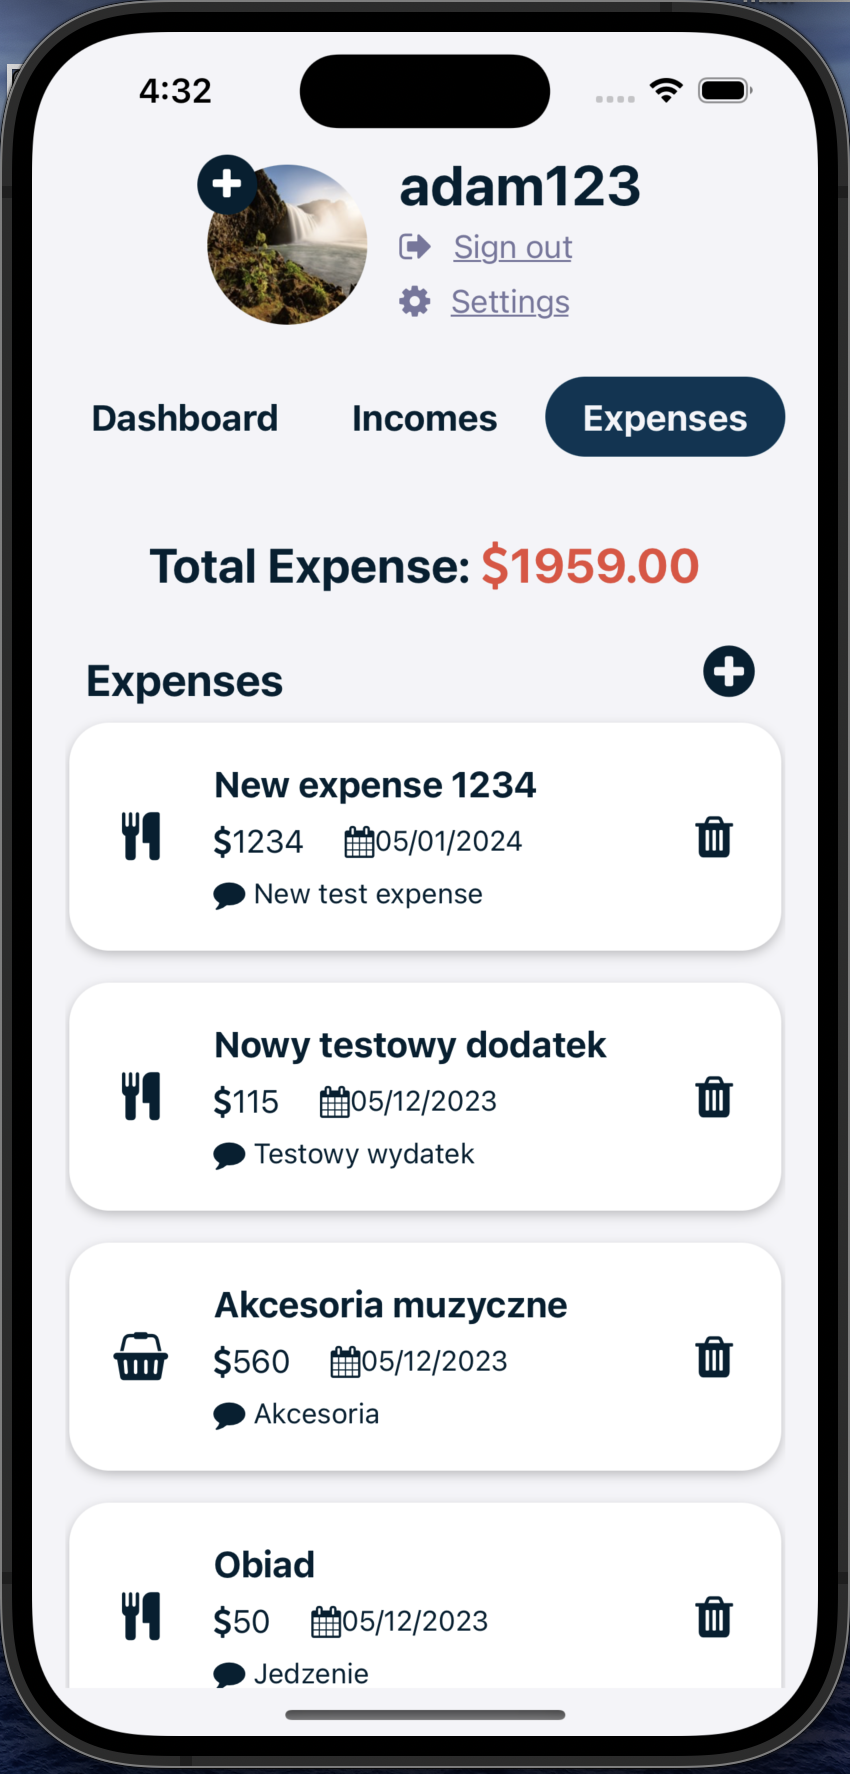 4:32
adam123
Sign out
Settings
Dashboard Incomes Expenses
Total Expense: $1959.00
Expenses
New expense 1234
$1234 05/01/2024
New test expense
Nowy testowy dodatek
$115 05/12/2023
Testowy wydatek
Akcesoria muzyczne
$560 05/12/2023
Akcesoria
Obiad
$50 05/12/2023
Jedzenie